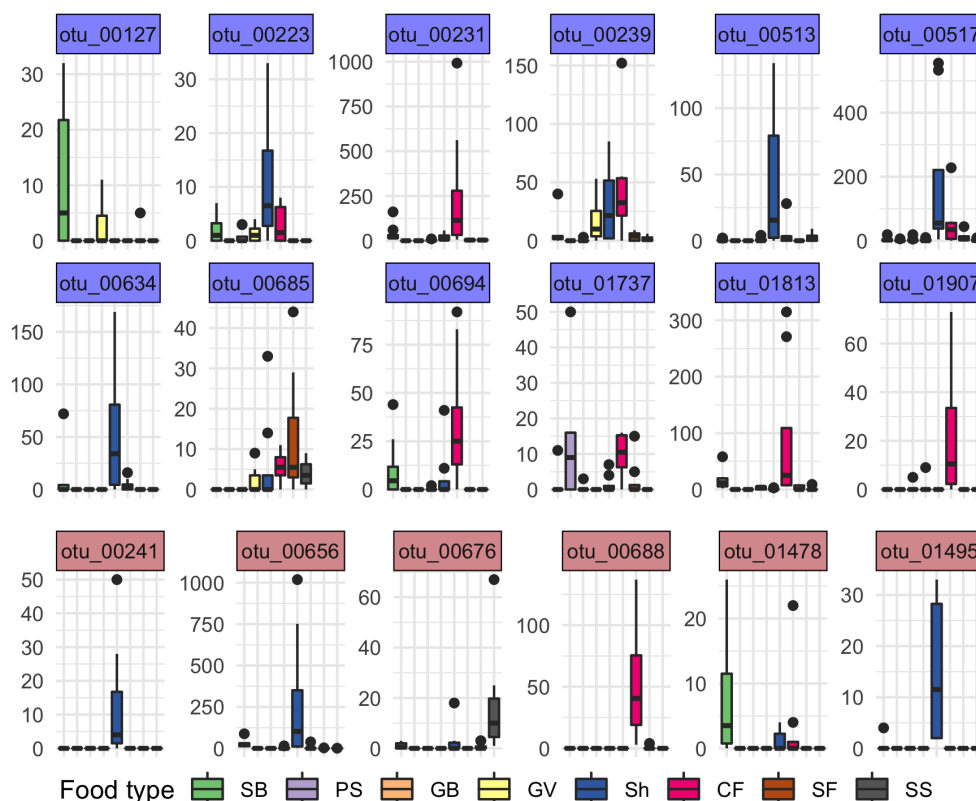 otu_00127 otu_00223 otu_00231 otu_00239 otu_00513 otu_00517
30 20 10 0
30 20 10 0
1000 750 500 250 0
150 100 50 0
100 50 0
400 200 0
otu_00634 otu_00685 otu_00694 otu_01737 otu_01813 otu_01907
150 100 50 0
40 30 20 10 0
75 50 25 0
50 40 30 20 10 0
300 200 100 0
60 40 20 0
otu_00241 otu_00656 otu_00676 otu_00688 otu_01478 otu_01495
50 40 30 20 10 0
1000 750 500 250 0
60 40 20 0
100 50 0
20 10 0
30 20 10 0
Food type SB PS GB GV Sh CF SF SS